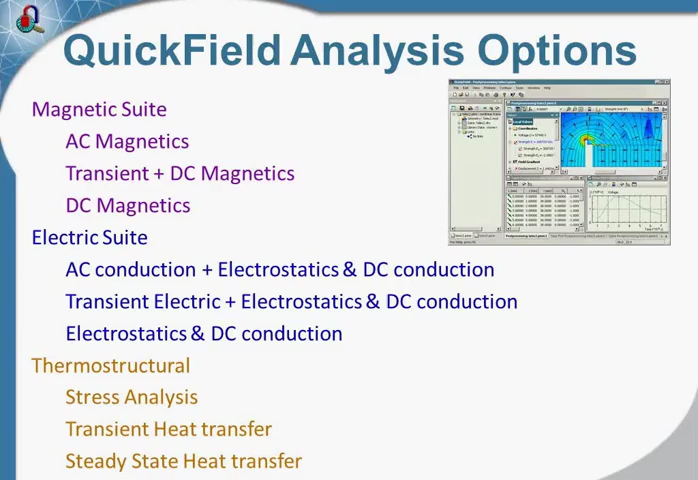 QuickField Analysis Options
Magnetic Suite
AC Magnetics
Transient + DC Magnetics
DC Magnetics
Electric Suite
AC conduction + Electrostatics & DC conduction
Transient Electric + Electrostatics & DC conduction
Electrostatics & DC conduction
Thermostructural
Stress Analysis
Transient Heat transfer
Steady State Heat transfer